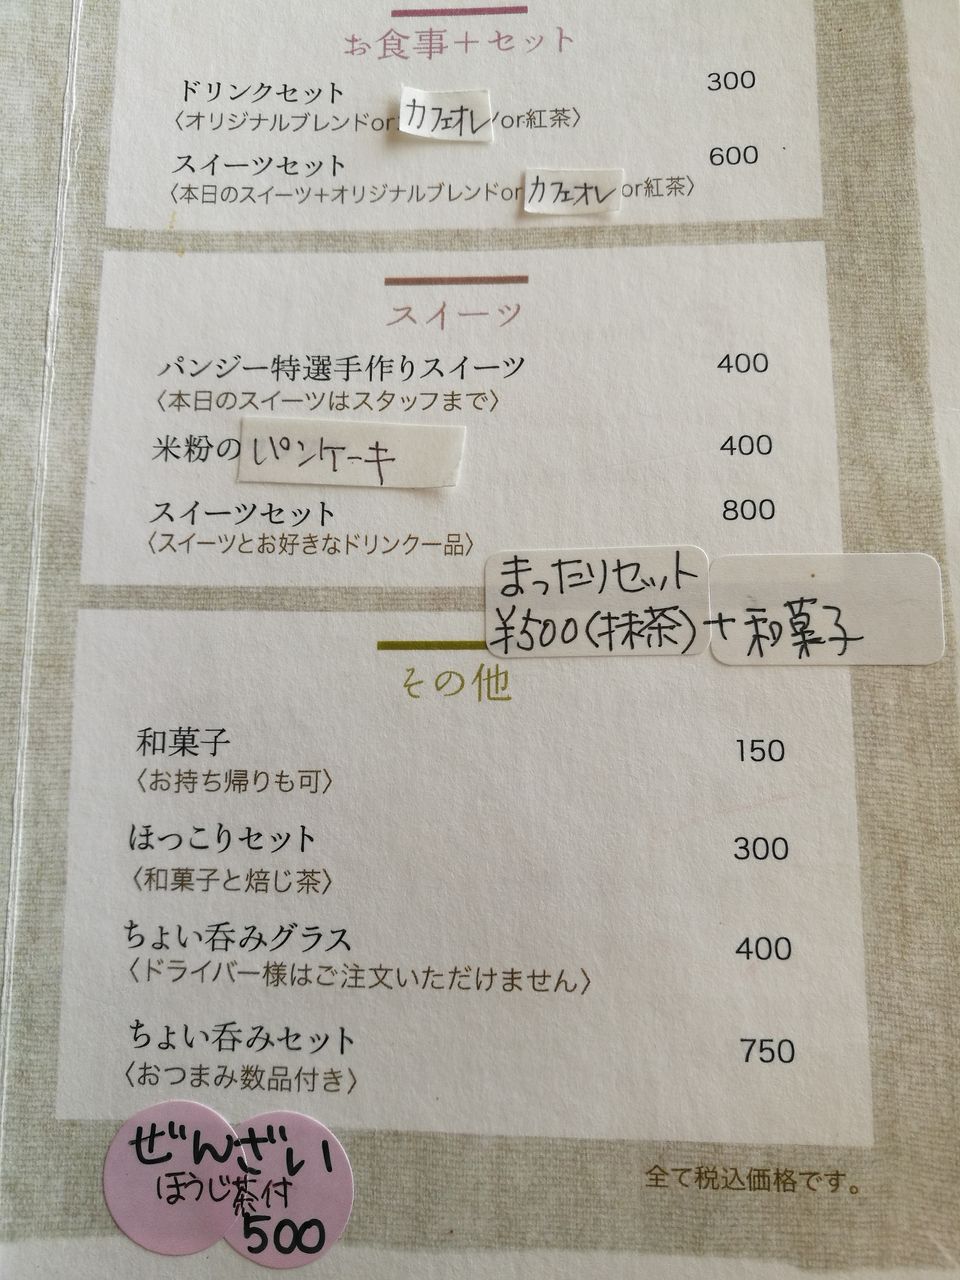 お食事＋セット
ドリンクセット 300
〈オリジナルブレンドorカフェオレ/or紅茶〉
スイーツセット 600
〈本日のスイーツ＋オリジナルブレンドorカフェオレor紅茶〉
スイーツ
パンジー特選手作りスイーツ 400
〈本日のスイーツはスタッフまで〉
米粉のパンケーキ 400
スイーツセット 800
〈スイーツとお好きなドリンク一品〉
まったりセット
¥500(抹茶)+和菓子
その他
和菓子 150
〈お持ち帰りも可〉
ほっこりセット 300
〈和菓子と焙じ茶〉
ちょい呑みグラス 400
〈ドライバー様はご注文いただけません〉
ちょい呑みセット 750
〈おつまみ数品付き〉
ぜんざい
ほうじ茶付
500
全て税込価格です。